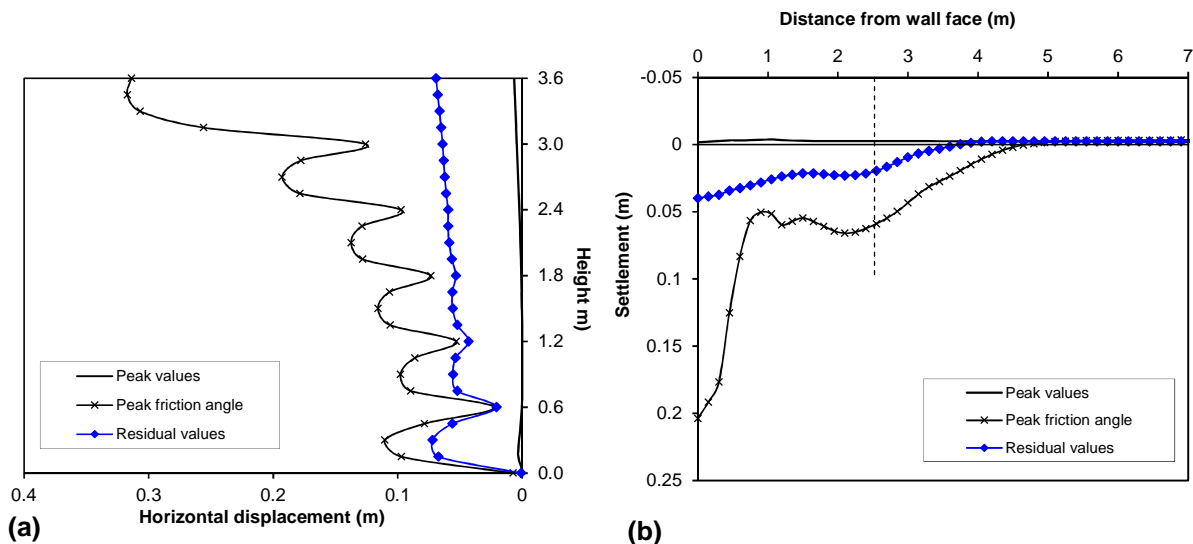 3.6
3.0
2.4
1.8
1.2
0.6
0.0
Height m)
0.4
0.3
0.2
0.1
0
Horizontal displacement (m)
Peak values
Peak friction angle
Residual values
(a)
Distance from wall face (m)
0
1
2
3
4
5
6
7
-0.05
0
0.05
0.1
0.15
0.2
0.25
Settlement (m)
Peak values
Peak friction angle
Residual values
(b)